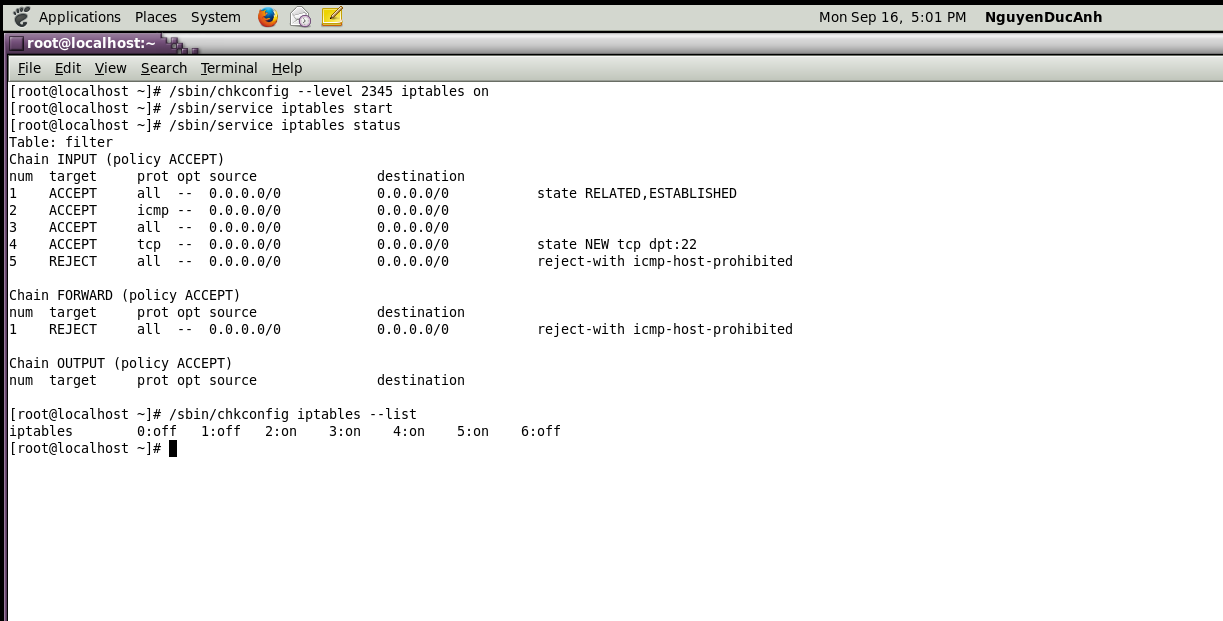 Applications Places System Mon Sep 16, 5:01 PM NguyenDucAnh
root@localhost:~
File Edit View Search Terminal Help
[root@localhost ~]# /sbin/chkconfig --level 2345 iptables on
[root@localhost ~]# /sbin/service iptables start
[root@localhost ~]# /sbin/service iptables status
Table: filter
Chain INPUT (policy ACCEPT)
num  target     prot opt source               destination
1    ACCEPT     all  --  0.0.0.0/0            0.0.0.0/0           state RELATED,ESTABLISHED
2    ACCEPT     icmp --  0.0.0.0/0            0.0.0.0/0
3    ACCEPT     all  --  0.0.0.0/0            0.0.0.0/0
4    ACCEPT     tcp  --  0.0.0.0/0            0.0.0.0/0           state NEW tcp dpt:22
5    REJECT     all  --  0.0.0.0/0            0.0.0.0/0           reject-with icmp-host-prohibited
Chain FORWARD (policy ACCEPT)
num  target     prot opt source               destination
1    REJECT     all  --  0.0.0.0/0            0.0.0.0/0           reject-with icmp-host-prohibited
Chain OUTPUT (policy ACCEPT)
num  target     prot opt source               destination
[root@localhost ~]# /sbin/chkconfig iptables --list
iptables        0:off   1:off   2:on    3:on    4:on    5:on    6:off
[root@localhost ~]#